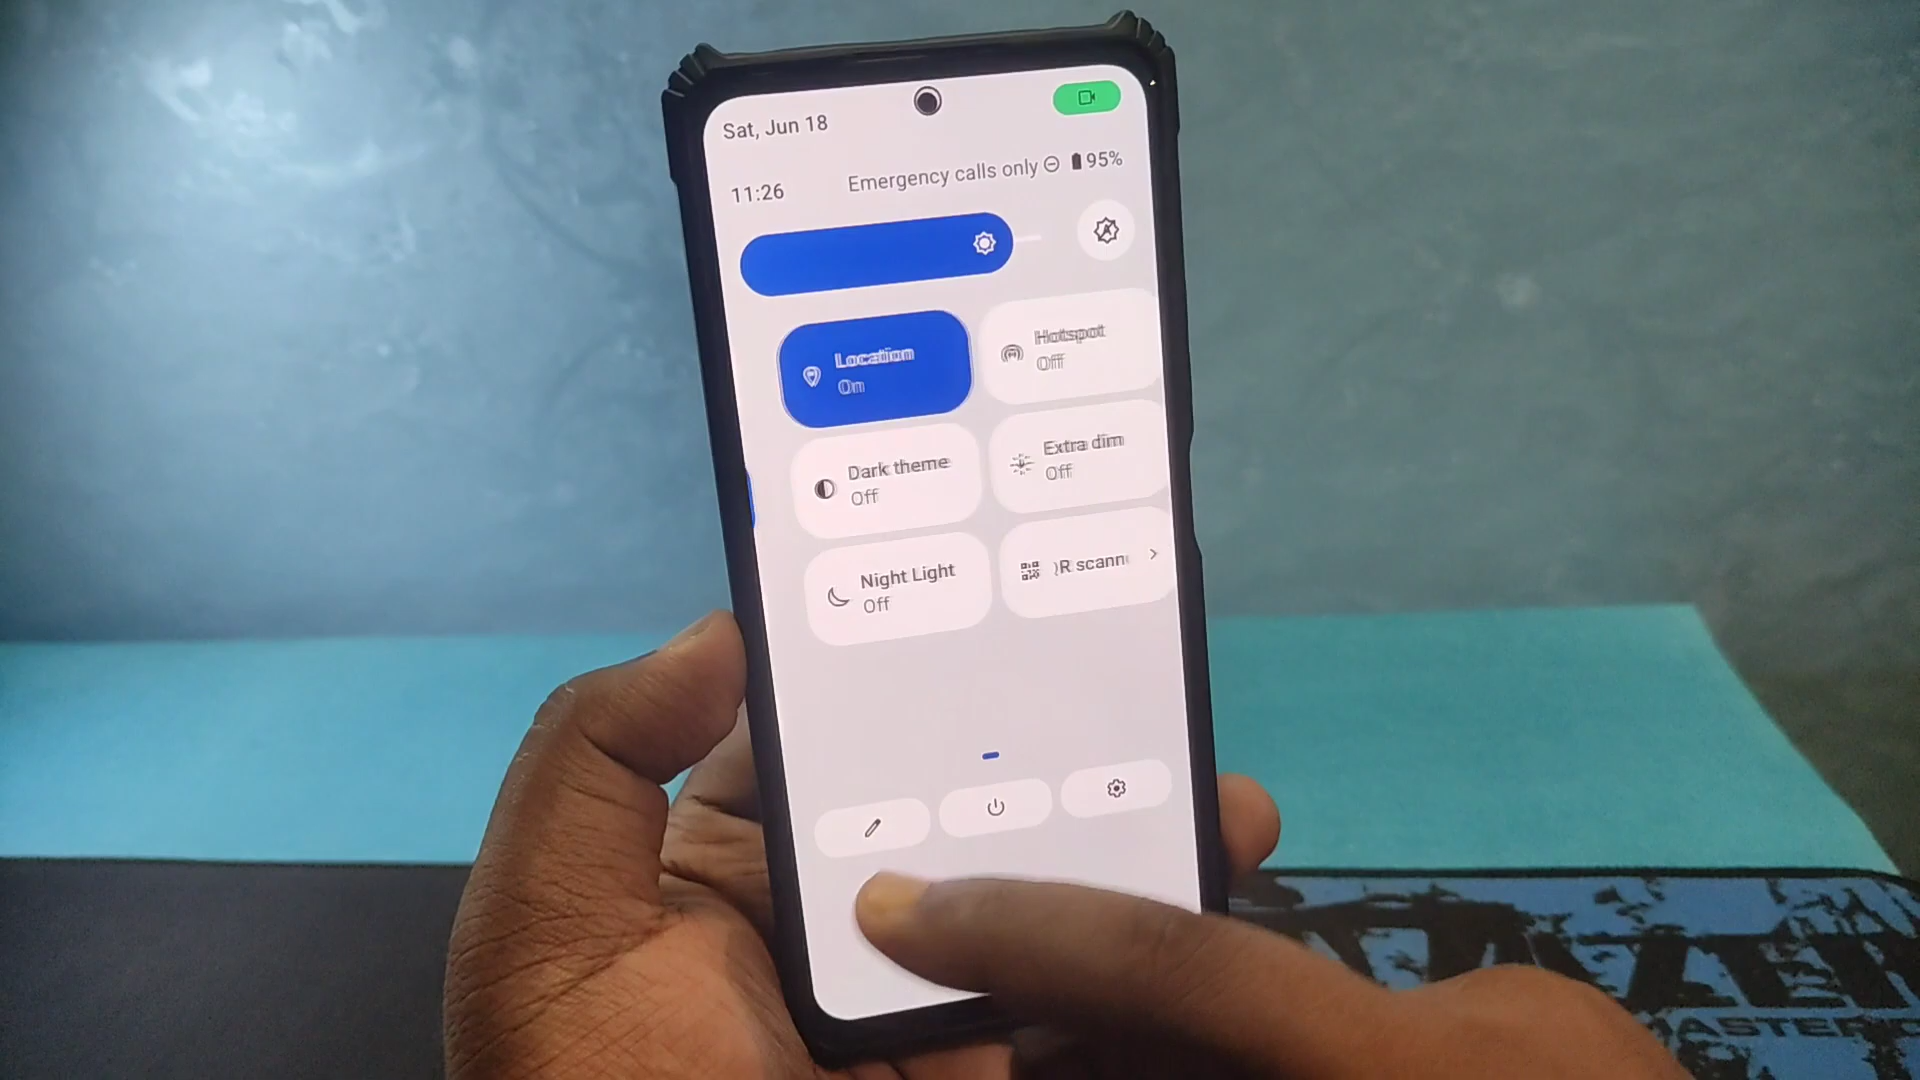 Sat, Jun 18
11:26
Emergency calls only
95%
Location
On
Hotspot
Off
Dark theme
Off
Extra dim
Off
Night Light
Off
R scann